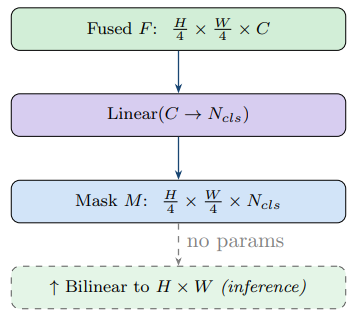 Fused F: H/4 × W/4 × C
Linear(C → N_cls)
Mask M: H/4 × W/4 × N_cls
no params
↑ Bilinear to H × W (inference)